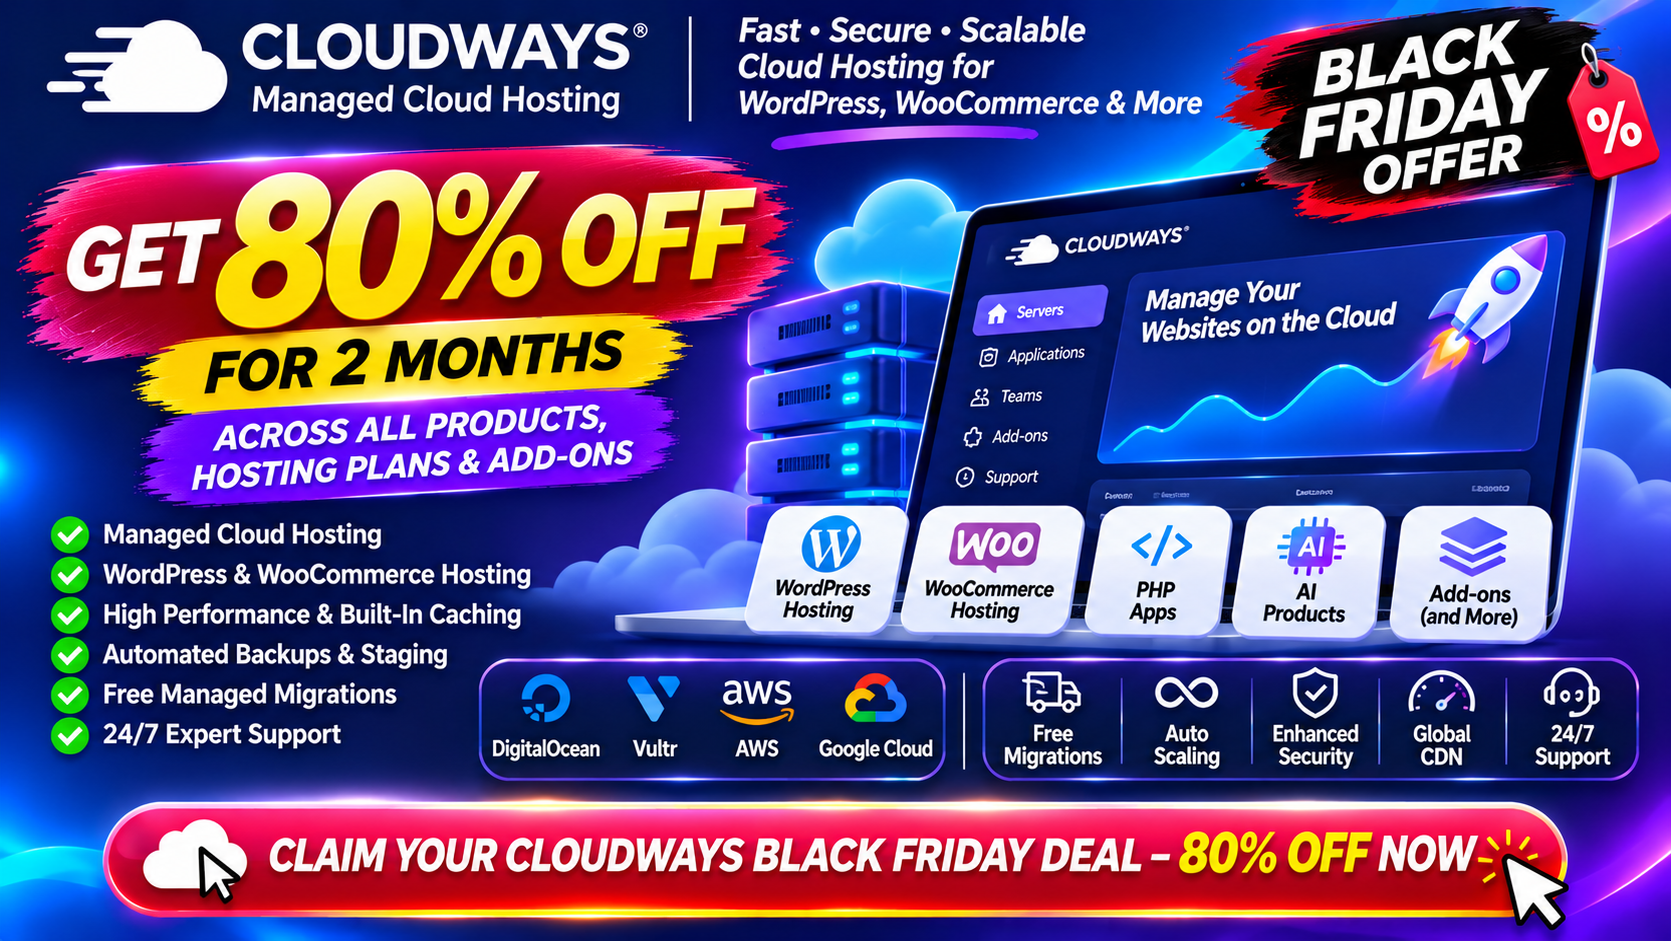 CLOUDWAYS®
Managed Cloud Hosting
Fast • Secure • Scalable
Cloud Hosting for
WordPress, WooCommerce & More
BLACK
FRIDAY
OFFER
%
GET 80% OFF
FOR 2 MONTHS
ACROSS ALL PRODUCTS,
HOSTING PLANS & ADD-ONS
CLOUDWAYS®
Servers
Applications
Teams
Add-ons
Support
Manage Your
Websites on the Cloud
Managed Cloud Hosting
WordPress & WooCommerce Hosting
High Performance & Built-In Caching
Automated Backups & Staging
Free Managed Migrations
24/7 Expert Support
W
WordPress
Hosting
WOO
WooCommerce
Hosting
</>
PHP
Apps
AI
AI
Products
Add-ons
(and More)
DigitalOcean
Vultr
aws
AWS
Google Cloud
Free
Migrations
Auto
Scaling
Enhanced
Security
Global
CDN
24/7
Support
CLAIM YOUR CLOUDWAYS BLACK FRIDAY DEAL – 80% OFF NOW